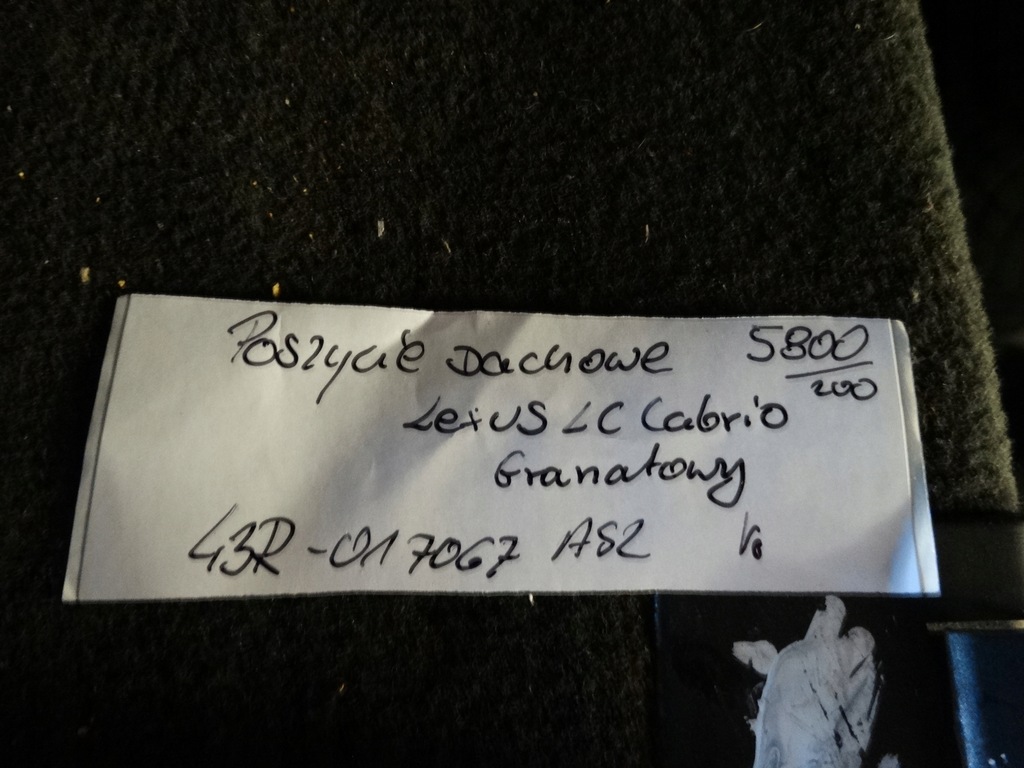 Poszycie Dachowe 5800
200
Lexus LC Cabrio
Granatowy
43R-017067 AS2